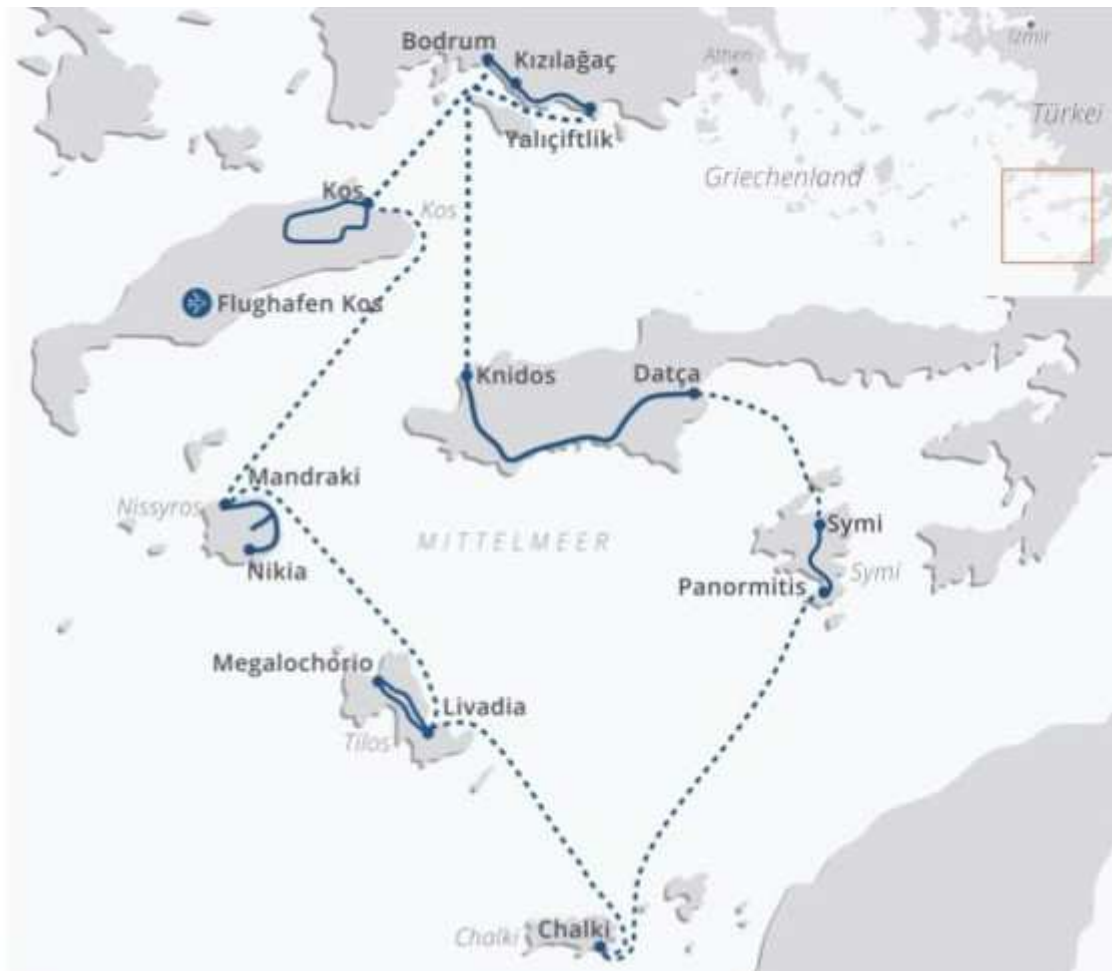 Bodrum
Kızılağaç
Athen
Izmir
Türkei
Yalıçiftlik
Griechenland
Kos
Kos
Flughafen Kos
Knidos
Datça
Mandraki
Nissyros
MITTELMEER
Symi
Nikia
Symi
Panormitis
Megalochorio
Livadia
Tilos
Chalki
Chalki